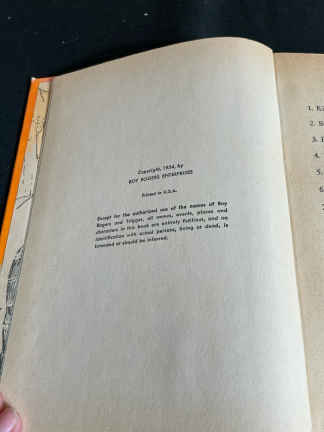 Copyright, 1954, by
ROY ROGERS ENTERPRISES
Printed in U.S.A.
Except for the authorized use of the names of Roy
Rogers and Trigger, all names, events, places and
characters in this book are entirely fictitious, and no
identification with actual persons, living or dead, is
intended or should be inferred.
1.
2.
3.
4.
5.